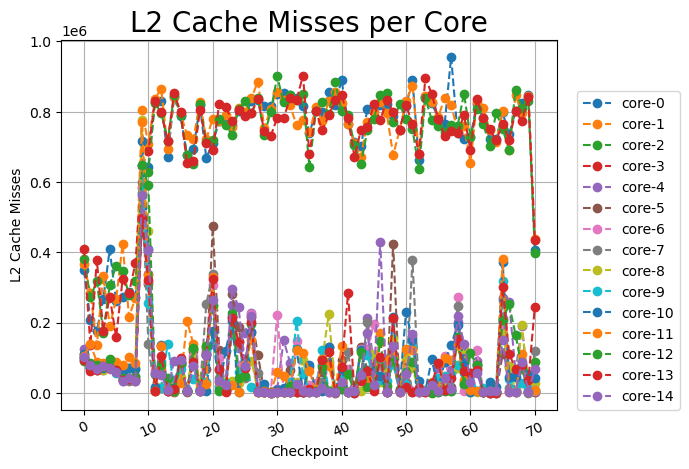 L2 Cache Misses per Core
1e6
1.0
0.8
0.6
0.4
0.2
0.0
L2 Cache Misses
0 10 20 30 40 50 60 70
Checkpoint
core-0
core-1
core-2
core-3
core-4
core-5
core-6
core-7
core-8
core-9
core-10
core-11
core-12
core-13
core-14